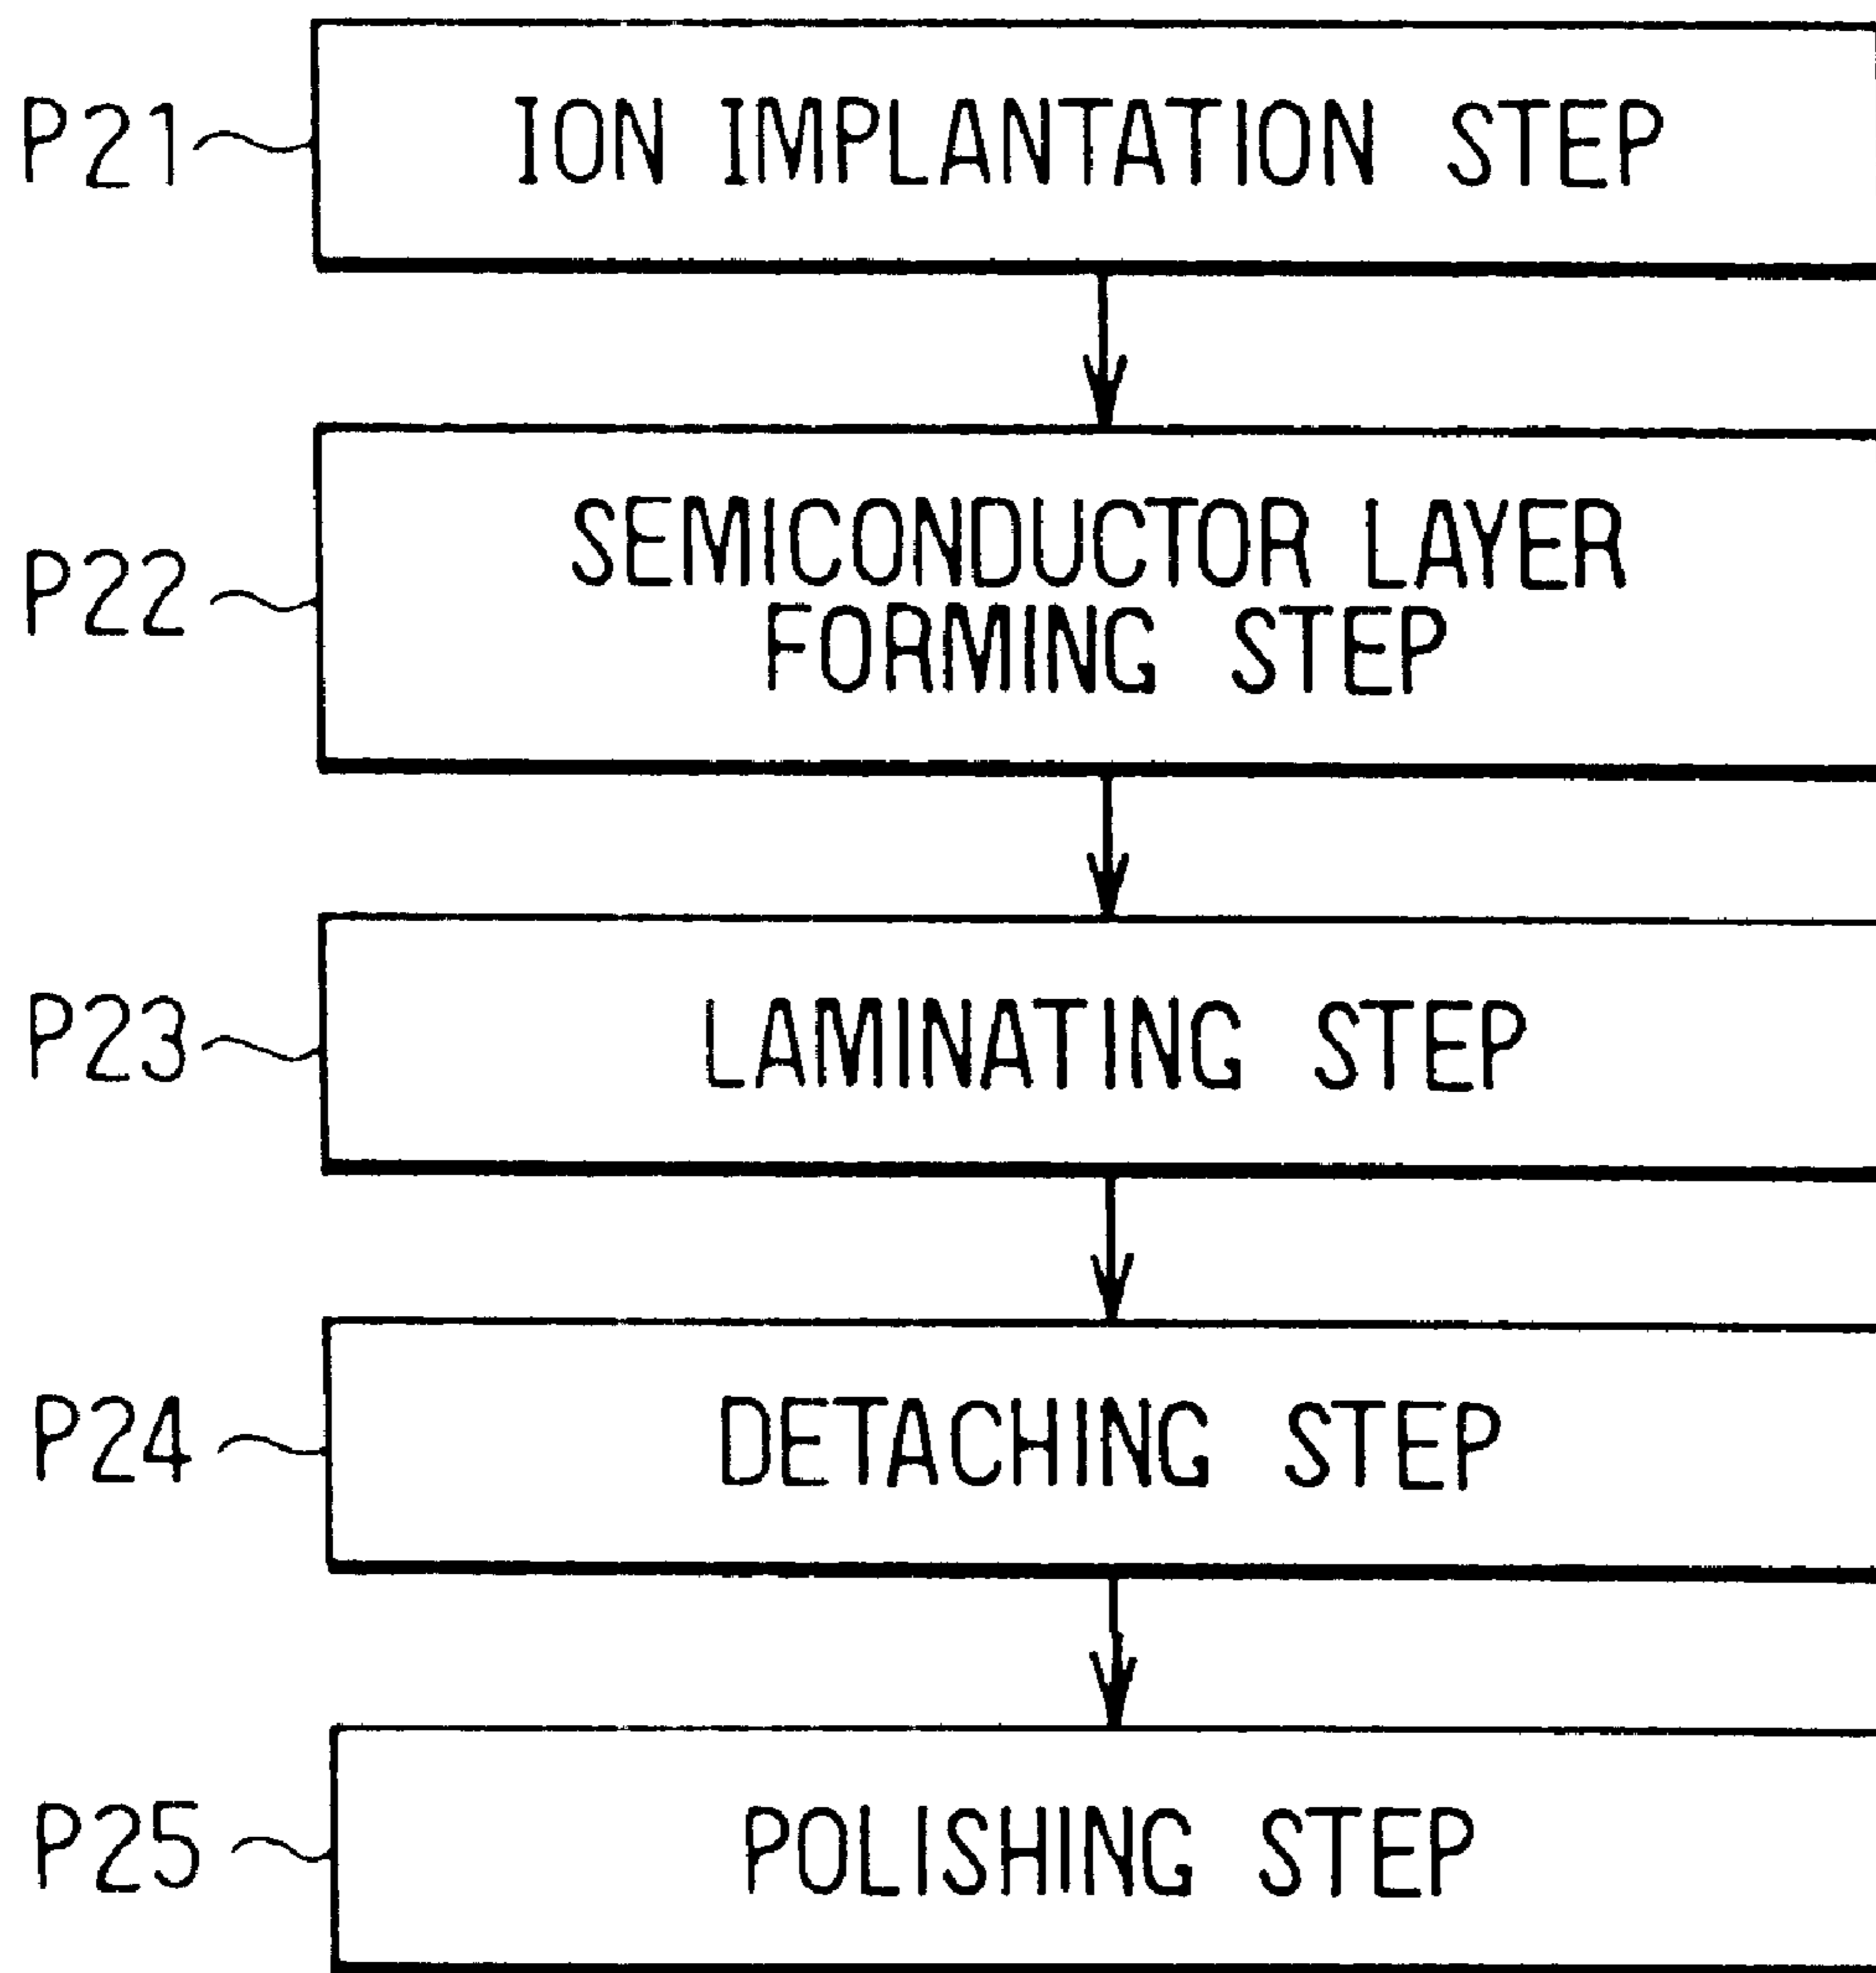 P21 ION IMPLANTATION STEP
P22
SEMICONDUCTOR LAYER
FORMING STEP
P23 LAMINATING STEP
P24 DETACHING STEP
P25 POLISHING STEP